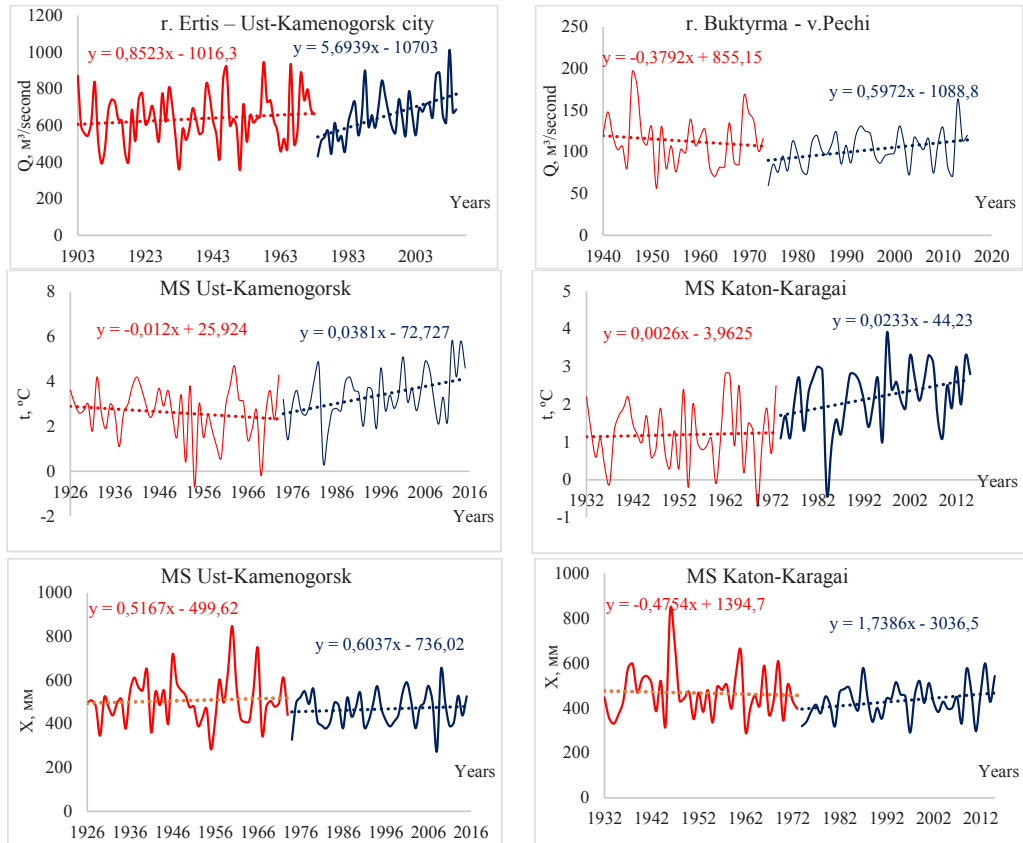 r. Ertis – Ust-Kamenogorsk city
y = 0,8523x - 1016,3
5,6939x - 10703
Q, м³/second
1200
1000
800
600
400
200
0
Years
1903 1923 1943 1963 1983 2003
r. Buktyrma - v.Pechi
y = -0,3792x + 855,15
0,5972x - 1088,8
Q, м³/second
250
200
150
100
50
0
Years
1940 1950 1960 1970 1980 1990 2000 2010 2020
MS Ust-Kamenogorsk
y = -0,012x + 25,924
y = 0,0381x - 72,727
t, ºC
8
6
4
2
0
-2
1926 1936 1946 1956 1966 1976 1986 1996 2006 2016
Years
MS Katon-Karagai
y = 0,0026x - 3,9625
y = 0,0233x - 44,23
t, ºC
5
4
3
2
1
0
-1
1932 1942 1952 1962 1972 1982 1992 2002 2012
Years
MS Ust-Kamenogorsk
y = 0,5167x - 499,62
y = 0,6037x - 736,02
X, мм
1000
800
600
400
200
0
Years
1926 1936 1946 1956 1966 1976 1986 1996 2006 2016
MS Katon-Karagai
y = -0,4754x + 1394,7
y = 1,7386x - 3036,5
X, мм
1000
800
600
400
200
0
Years
1932 1942 1952 1962 1972 1982 1992 2002 2012